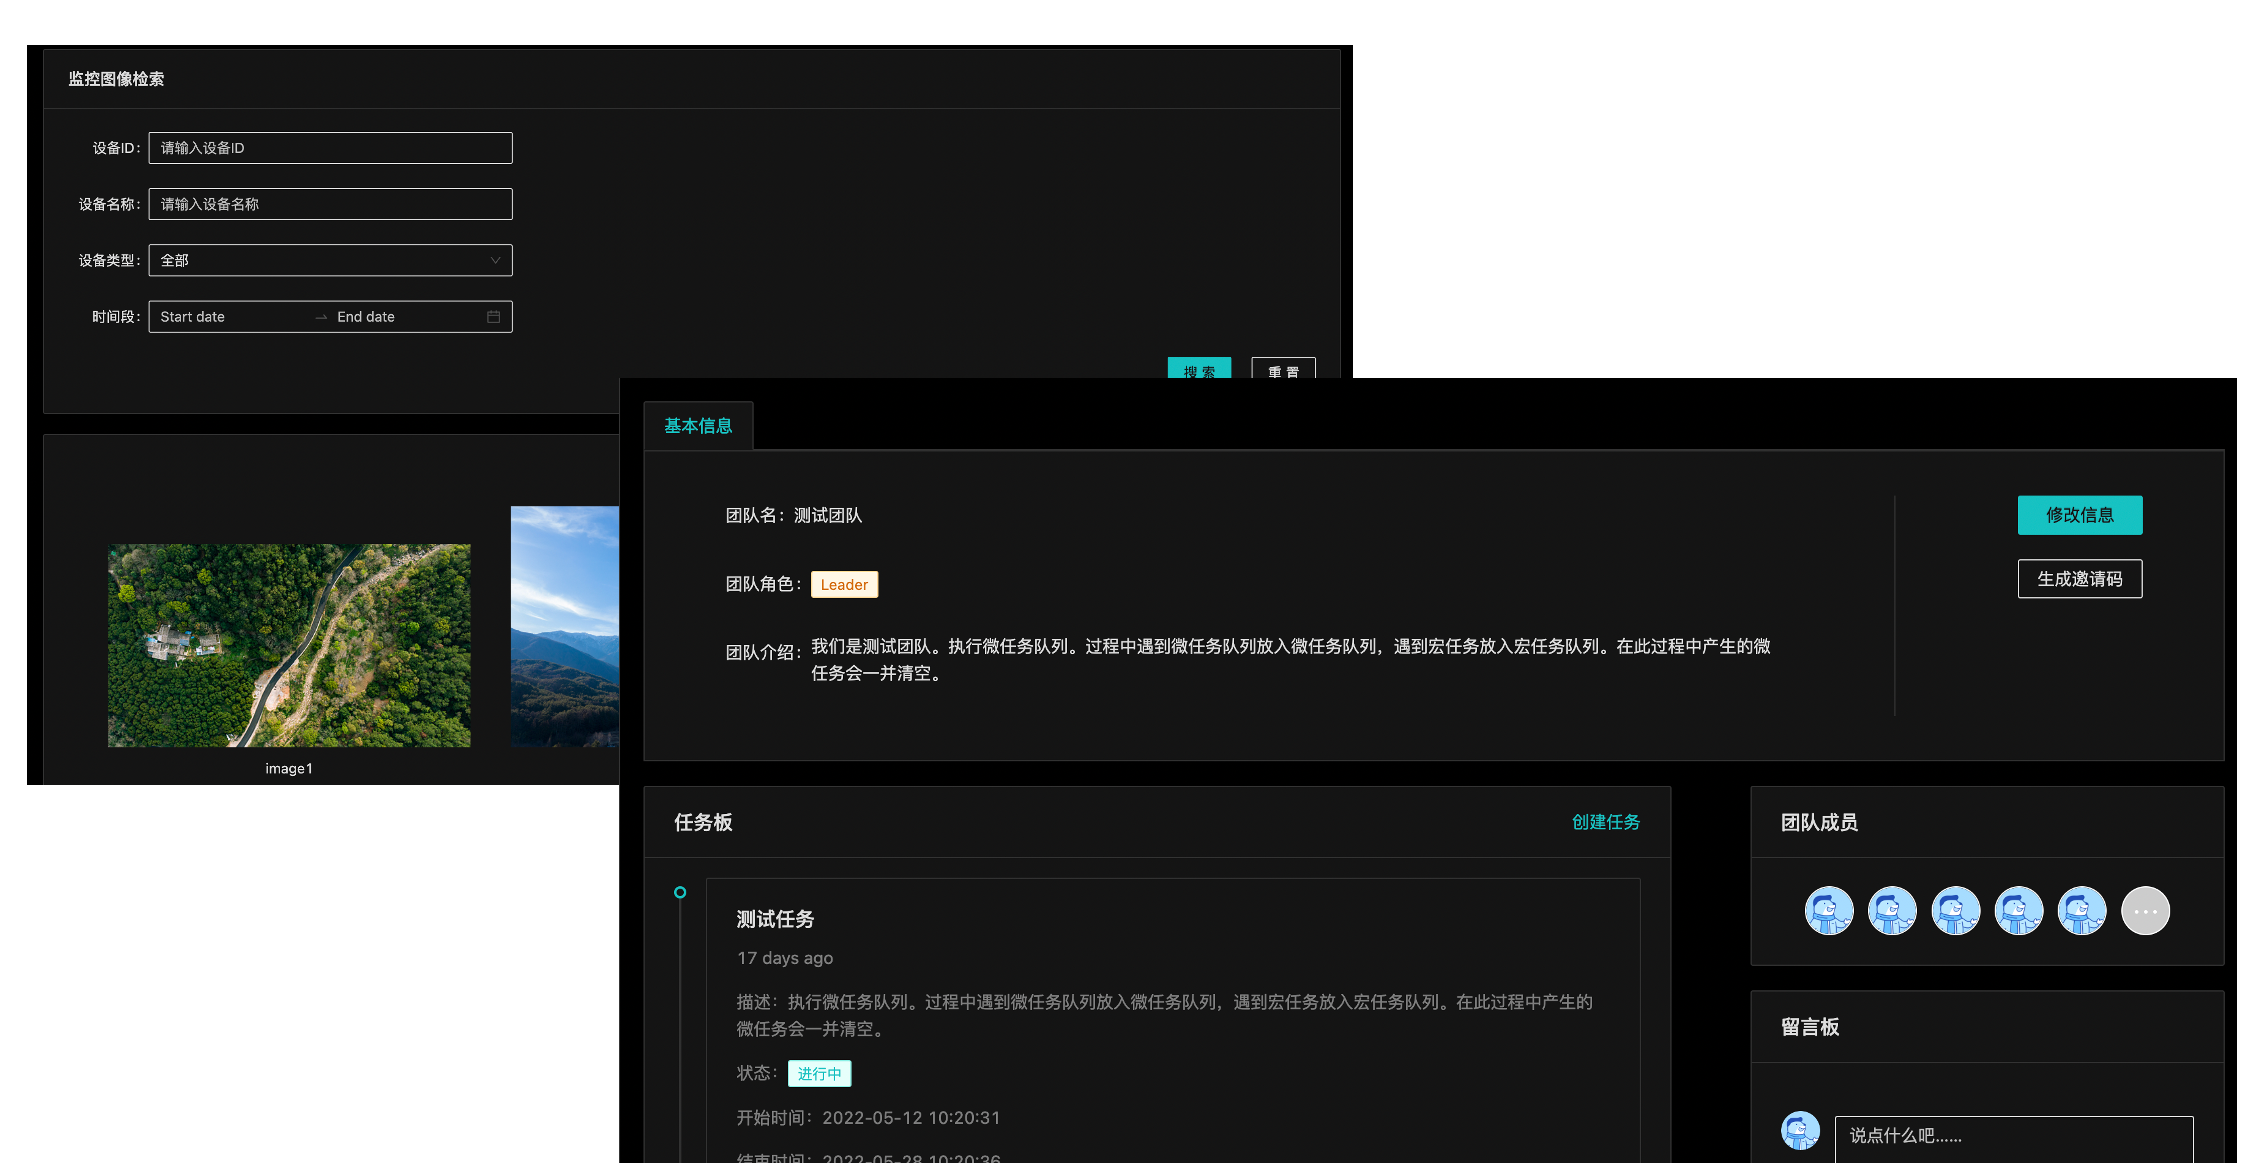 监控图像检索
设备ID： 请输入设备ID
设备名称： 请输入设备名称
设备类型： 全部
时间段： Start date → End date
搜 索 重 置
image1
基本信息
团队名：测试团队
修改信息
团队角色： Leader
生成邀请码
团队介绍： 我们是测试团队。执行微任务队列。过程中遇到微任务队列放入微任务队列，遇到宏任务放入宏任务队列。在此过程中产生的微
任务会一并清空。
任务板 创建任务
测试任务
17 days ago
描述：执行微任务队列。过程中遇到微任务队列放入微任务队列，遇到宏任务放入宏任务队列。在此过程中产生的
微任务会一并清空。
状态： 进行中
开始时间：2022-05-12 10:20:31
结束时间：2022-05-28 10:20:36
团队成员
留言板
说点什么吧......